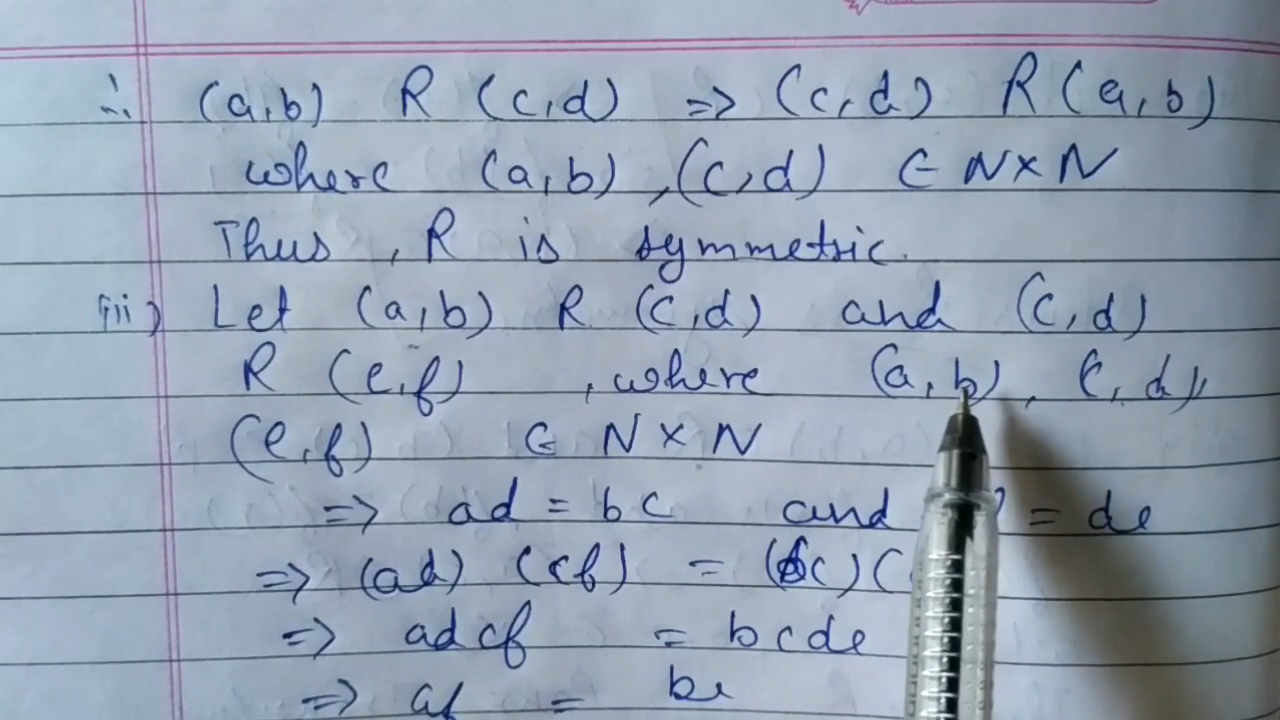 ∴ (a,b) R (c,d) => (c,d) R (a,b)
where (a,b), (c,d) ∈ N×N
Thus, R is symmetric.
iii) Let (a,b) R (c,d) and (c,d)
R (e,f) , where (a,b), (c,d),
(e,f) ∈ N×N
=> ad = bc and = de
=> (ad) (cf) = (bc) (
=> adcf = bcde
=> af = be